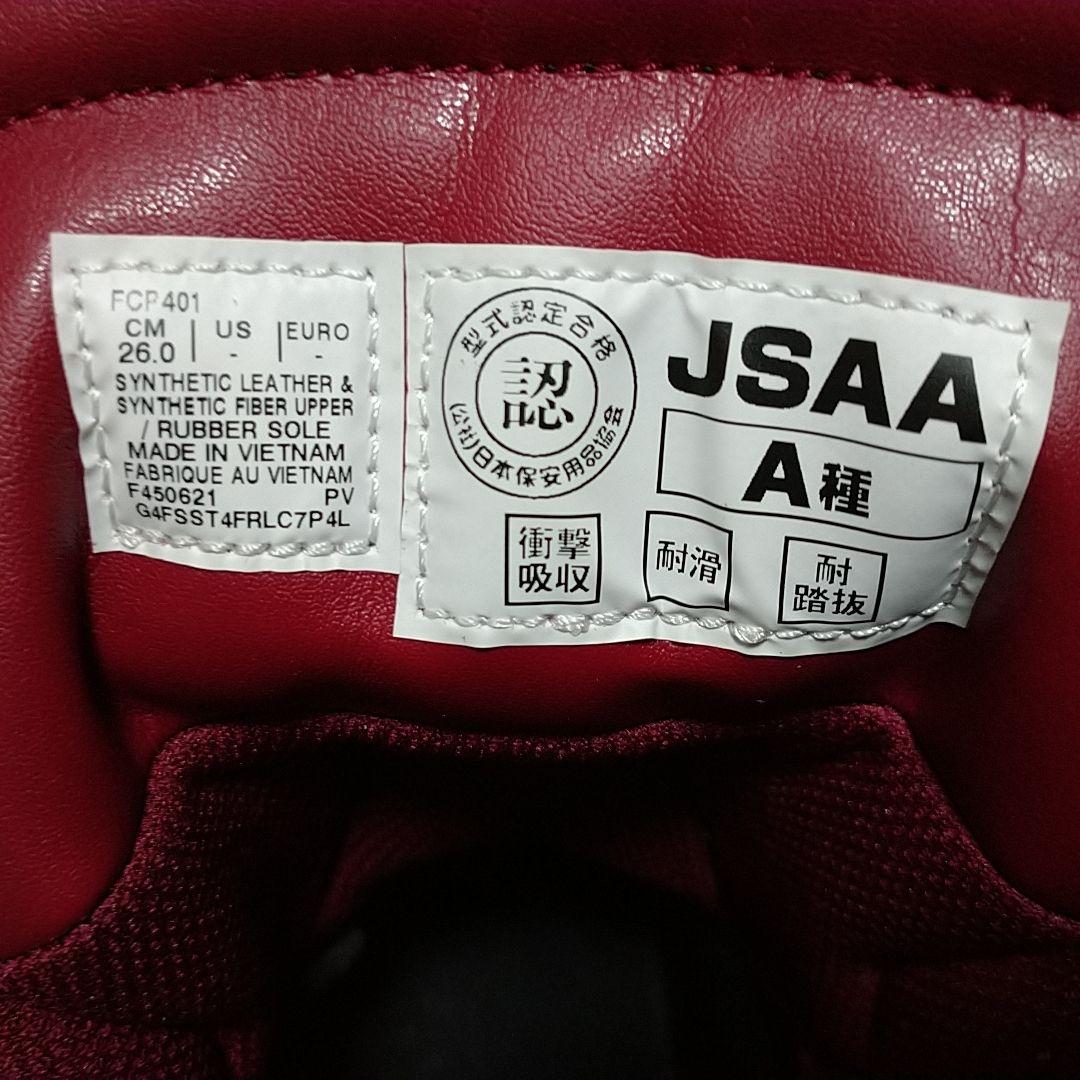 FCP401
CM | US | EURO
26.0 | - | -
SYNTHETIC LEATHER &
SYNTHETIC FIBER UPPER
/ RUBBER SOLE
MADE IN VIETNAM
FABRIQUE AU VIETNAM
F450621 PV
G4FSST4FRLC7P4L
型式認定合格
認
(公社)日本保安用品協会
JSAA
A種
衝撃
吸収
耐滑
耐
踏抜